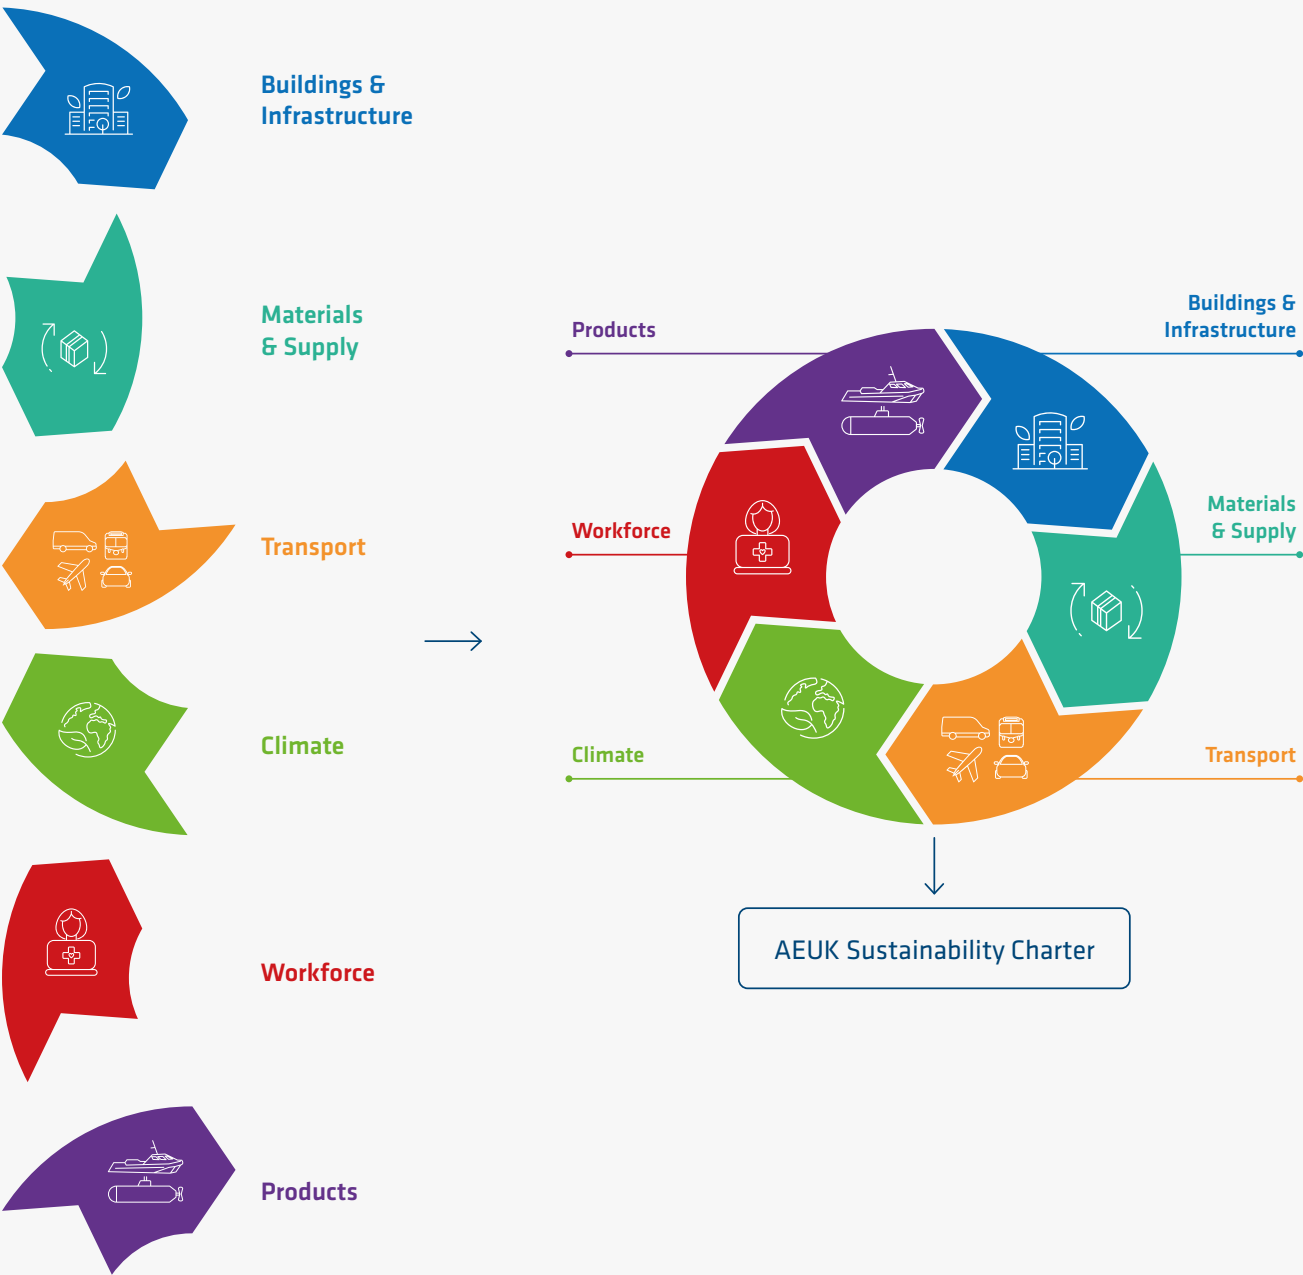 Buildings &
Infrastructure
Materials
& Supply
Transport
Climate
Workforce
Products
Products
Buildings &
Infrastructure
Workforce
Materials
& Supply
Climate
Transport
AEUK Sustainability Charter